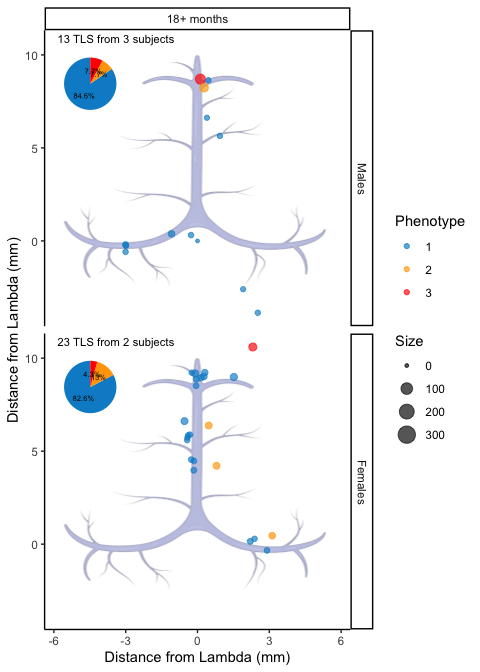 18+ months
13 TLS from 3 subjects
84.6%
Males
23 TLS from 2 subjects
82.6%
Females
10
5
0
10
5
0
-6
-3
0
3
6
Distance from Lambda (mm)
Distance from Lambda (mm)
Phenotype
1
2
3
Size
0
100
200
300